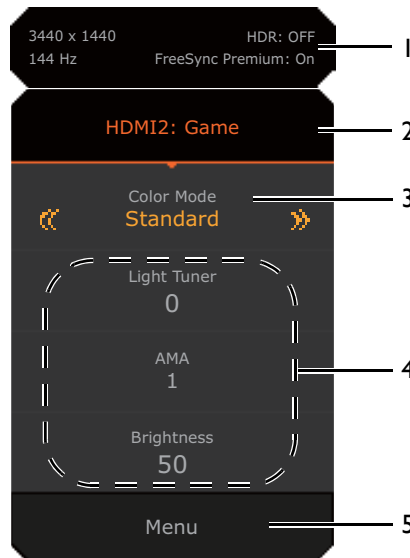 3440 x 1440 HDR: OFF 1
144 Hz FreeSync Premium: On
HDMI2: Game 2
Color Mode 3
Standard
Light Tuner
0
AMA 4
1
Brightness
50
Menu 5